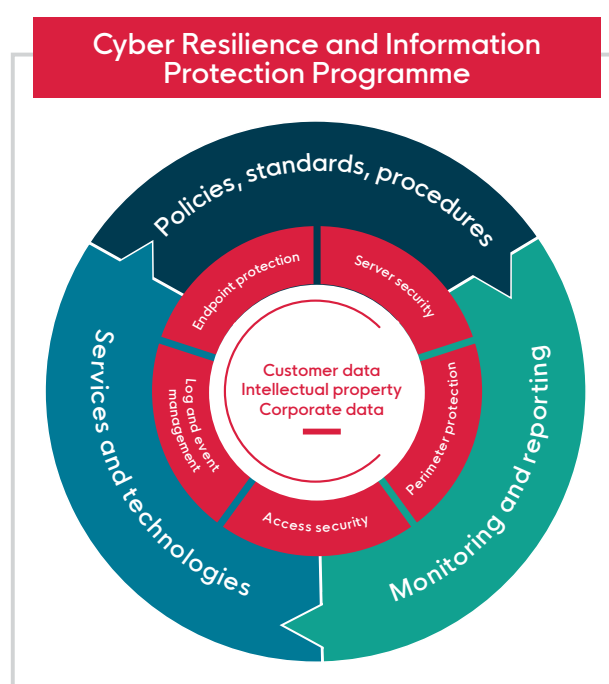 Cyber Resilience and Information
Protection Programme
Policies, standards, procedures
Endpoint protection
Server security
Services and technologies
Log and event
management
Customer data
Intellectual property
Corporate data
Perimeter protection
Monitoring and reporting
Access security